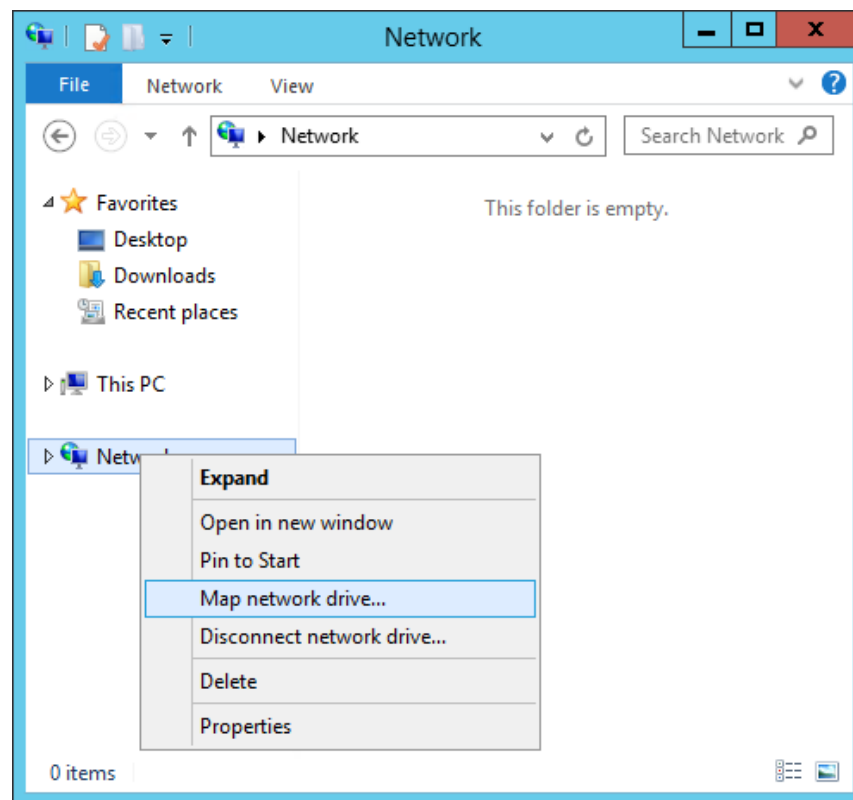 Network
File Network View
Network Search Network
Favorites
This folder is empty.
Desktop
Downloads
Recent places
This PC
Expand
Open in new window
Pin to Start
Map network drive...
Disconnect network drive...
Delete
Properties
0 items